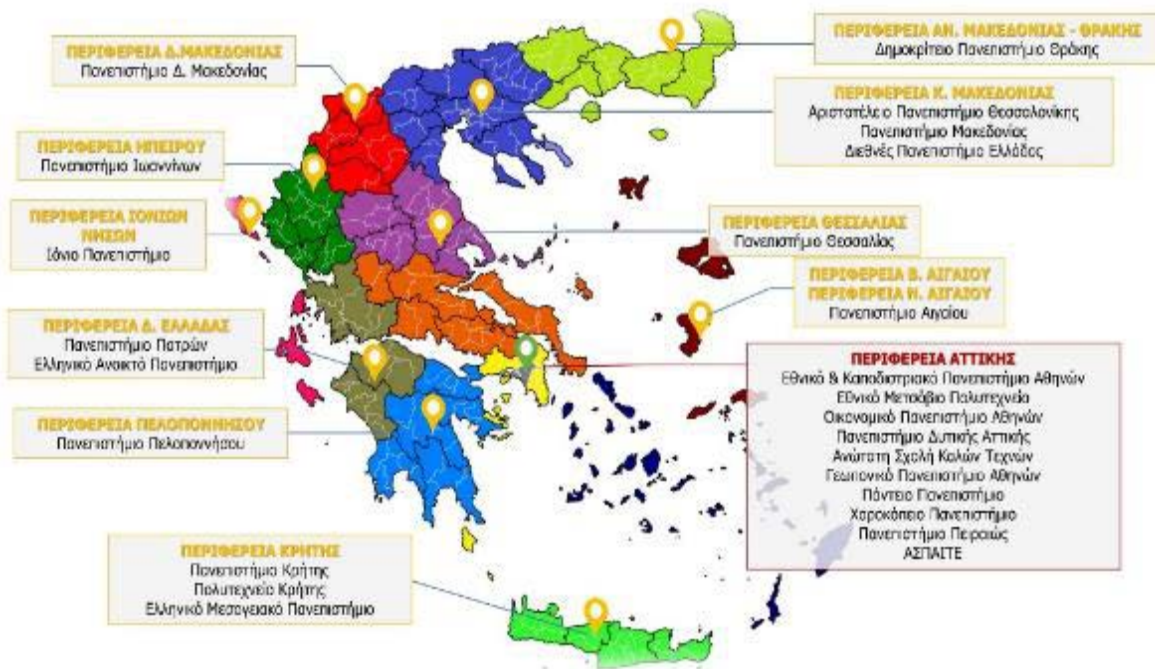 ΠΕΡΙΦΕΡΕΙΑ Δ.ΜΑΚΕΔΟΝΙΑΣ
Πανεπιστήμιο Δ. Μακεδονίας
ΠΕΡΙΦΕΡΕΙΑ ΑΝ. ΜΑΚΕΔΟΝΙΑΣ - ΘΡΑΚΗΣ
Δημοκρίτειο Πανεπιστήμιο Θράκης
ΠΕΡΙΦΕΡΕΙΑ Κ. ΜΑΚΕΔΟΝΙΑΣ
Αριστοτέλειο Πανεπιστήμιο Θεσσαλονίκης
Πανεπιστήμιο Μακεδονίας
Διεθνές Πανεπιστήμιο Ελλάδος
ΠΕΡΙΦΕΡΕΙΑ ΗΠΕΙΡΟΥ
Πανεπιστήμιο Ιωαννίνων
ΠΕΡΙΦΕΡΕΙΑ ΙΟΝΙΩΝ
ΝΗΣΩΝ
Ιόνιο Πανεπιστήμιο
ΠΕΡΙΦΕΡΕΙΑ ΘΕΣΣΑΛΙΑΣ
Πανεπιστήμιο Θεσσαλίας
ΠΕΡΙΦΕΡΕΙΑ Β. ΑΙΓΑΙΟΥ
ΠΕΡΙΦΕΡΕΙΑ Ν. ΑΙΓΑΙΟΥ
Πανεπιστήμιο Αιγαίου
ΠΕΡΙΦΕΡΕΙΑ Δ. ΕΛΛΑΔΑΣ
Πανεπιστήμιο Πατρών
Ελληνικό Ανοικτό Πανεπιστήμιο
ΠΕΡΙΦΕΡΕΙΑ ΠΕΛΟΠΟΝΝΗΣΟΥ
Πανεπιστήμιο Πελοποννήσου
ΠΕΡΙΦΕΡΕΙΑ ΑΤΤΙΚΗΣ
Εθνικό & Καποδιστριακό Πανεπιστήμιο Αθηνών
Εθνικό Μετσόβιο Πολυτεχνείο
Οικονομικό Πανεπιστήμιο Αθηνών
Πανεπιστήμιο Δυτικής Αττικής
Ανώτατη Σχολή Καλών Τεχνών
Γεωπονικό Πανεπιστήμιο Αθηνών
Πάντειο Πανεπιστήμιο
Χαροκόπειο Πανεπιστήμιο
Πανεπιστήμιο Πειραιώς
ΑΣΠΑΙΤΕ
ΠΕΡΙΦΕΡΕΙΑ ΚΡΗΤΗΣ
Πανεπιστήμιο Κρήτης
Πολυτεχνείο Κρήτης
Ελληνικό Μεσογειακό Πανεπιστήμιο